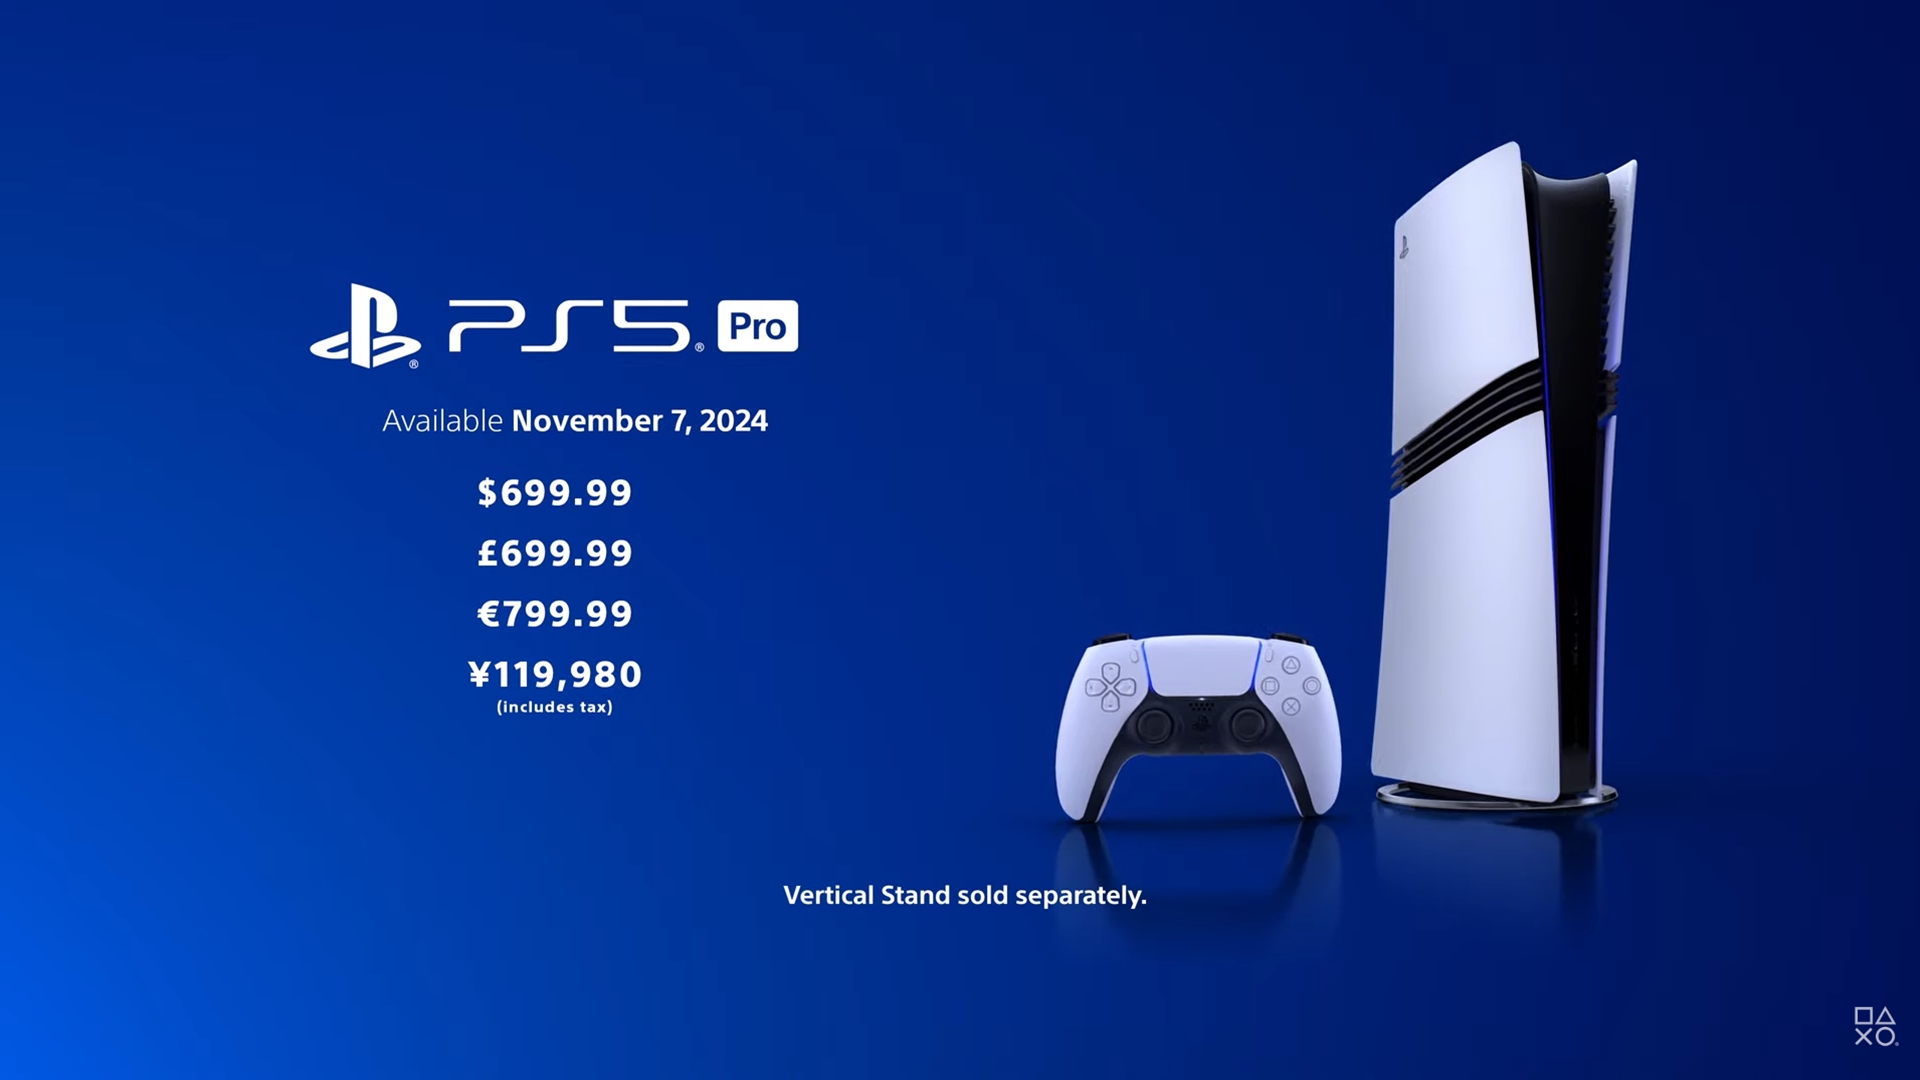 PS5® Pro
Available November 7, 2024
$699.99
£699.99
€799.99
¥119,980
(includes tax)
Vertical Stand sold separately.